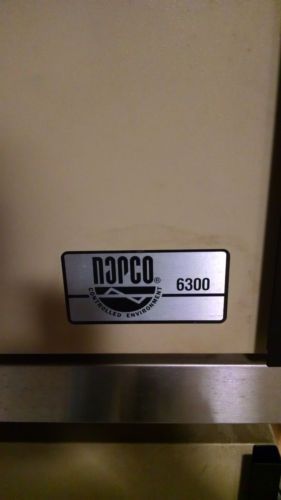 NAPCO®
CONTROLLED ENVIRONMENT
6300